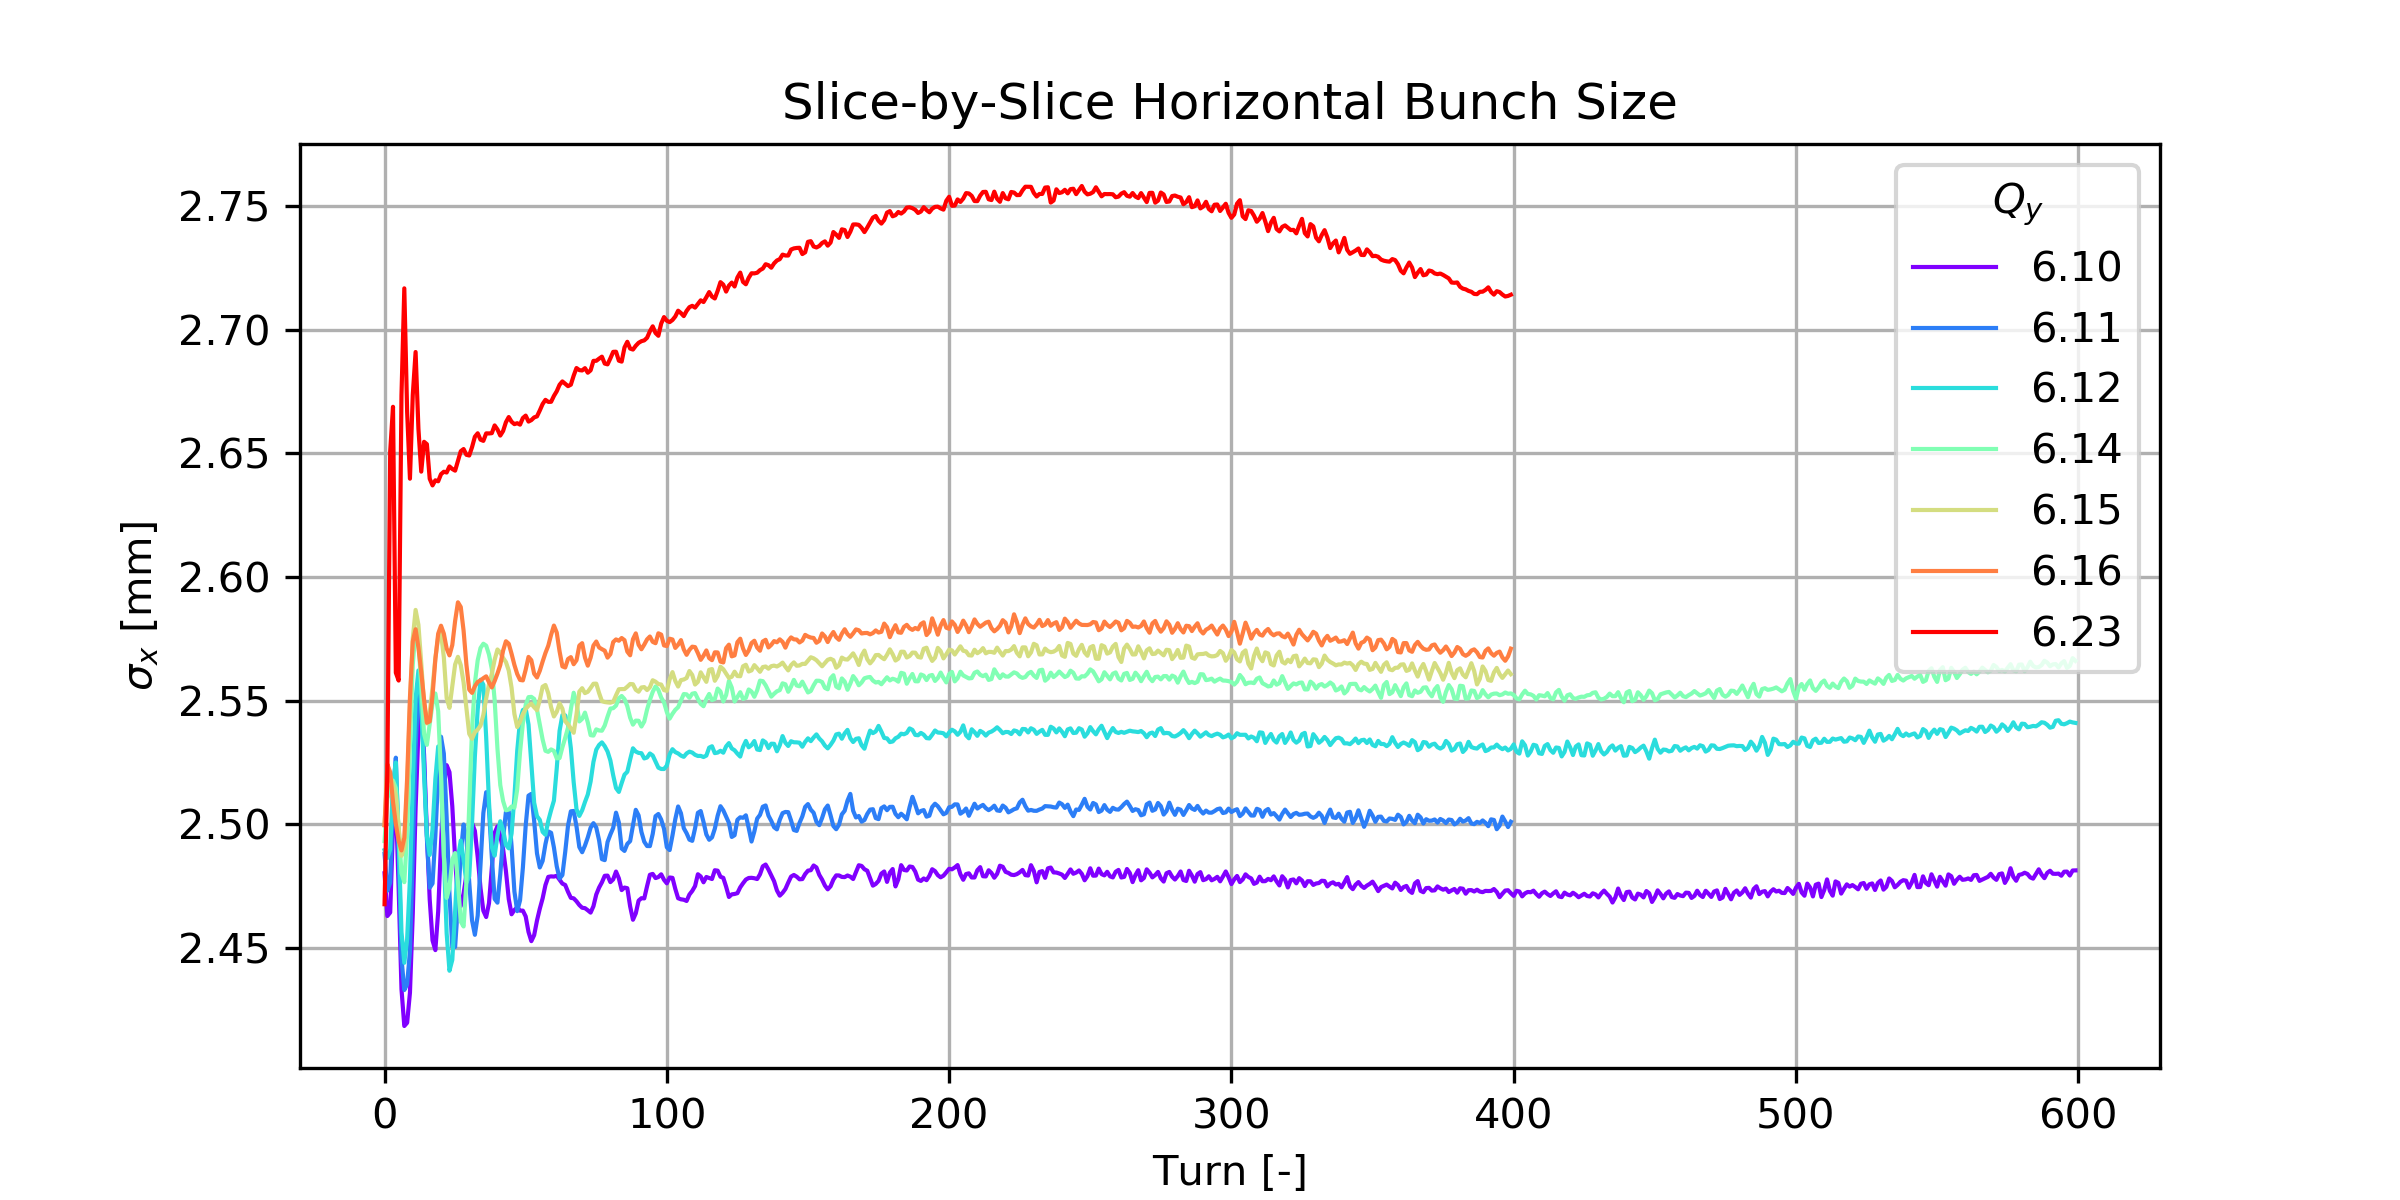 Slice-by-Slice Horizontal Bunch Size
σx [mm]
2.75
2.70
2.65
2.60
2.55
2.50
2.45
Qy
6.10
6.11
6.12
6.14
6.15
6.16
6.23
0 100 200 300 400 500 600
Turn [-]